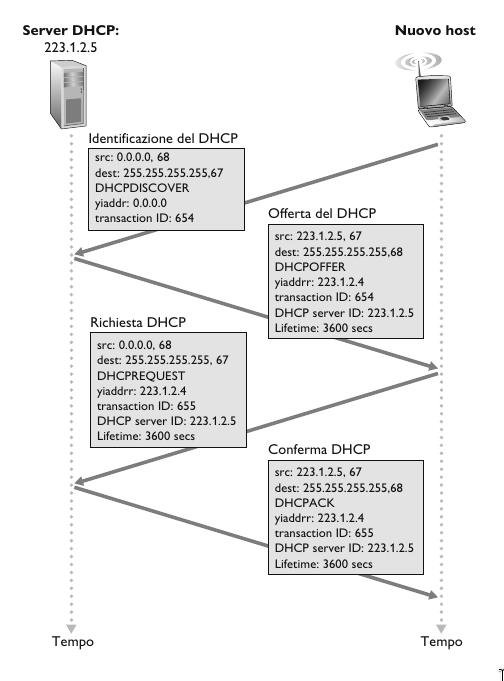 Server DHCP:
223.1.2.5
Nuovo host
Identificazione del DHCP
src: 0.0.0.0, 68
dest: 255.255.255.255,67
DHCPDISCOVER
yiaddr: 0.0.0.0
transaction ID: 654
Offerta del DHCP
src: 223.1.2.5, 67
dest: 255.255.255.255,68
DHCPOFFER
yiaddrr: 223.1.2.4
transaction ID: 654
DHCP server ID: 223.1.2.5
Lifetime: 3600 secs
Richiesta DHCP
src: 0.0.0.0, 68
dest: 255.255.255.255, 67
DHCPREQUEST
yiaddrr: 223.1.2.4
transaction ID: 655
DHCP server ID: 223.1.2.5
Lifetime: 3600 secs
Conferma DHCP
src: 223.1.2.5, 67
dest: 255.255.255.255,68
DHCPACK
yiaddrr: 223.1.2.4
transaction ID: 655
DHCP server ID: 223.1.2.5
Lifetime: 3600 secs
Tempo
Tempo